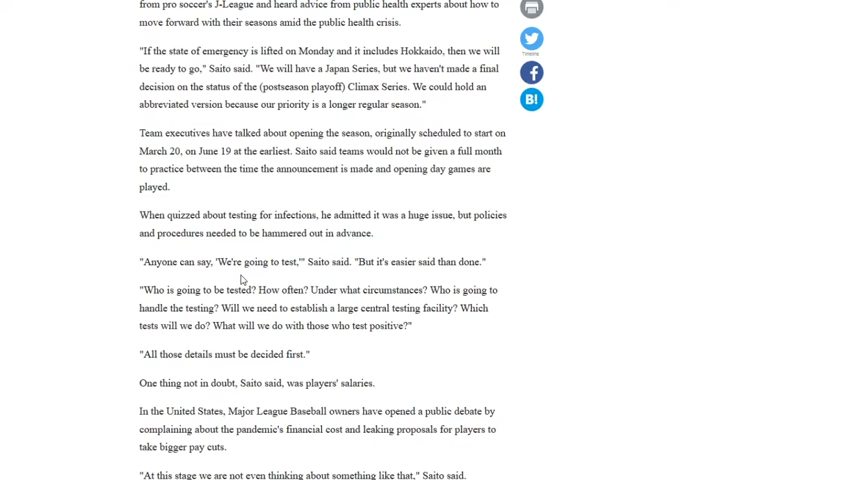 from pro soccer's J-League and heard advice from public health experts about how to
move forward with their seasons amid the public health crisis.
"If the state of emergency is lifted on Monday and it includes Hokkaido, then we will
be ready to go," Saito said. "We will have a Japan Series, but we haven't made a final
decision on the status of the (postseason playoff) Climax Series. We could hold an
abbreviated version because our priority is a longer regular season."
Team executives have talked about opening the season, originally scheduled to start on
March 20, on June 19 at the earliest. Saito said teams would not be given a full month
to practice between the time the announcement is made and opening day games are
played.
When quizzed about testing for infections, he admitted it was a huge issue, but policies
and procedures needed to be hammered out in advance.
"Anyone can say, 'We're going to test,'" Saito said. "But it's easier said than done."
"Who is going to be tested? How often? Under what circumstances? Who is going to
handle the testing? Will we need to establish a large central testing facility? Which
tests will we do? What will we do with those who test positive?"
"All those details must be decided first."
One thing not in doubt, Saito said, was players' salaries.
In the United States, Major League Baseball owners have opened a public debate by
complaining about the pandemic's financial cost and leaking proposals for players to
take bigger pay cuts.
"At this stage we are not even thinking about something like that," Saito said.
B!